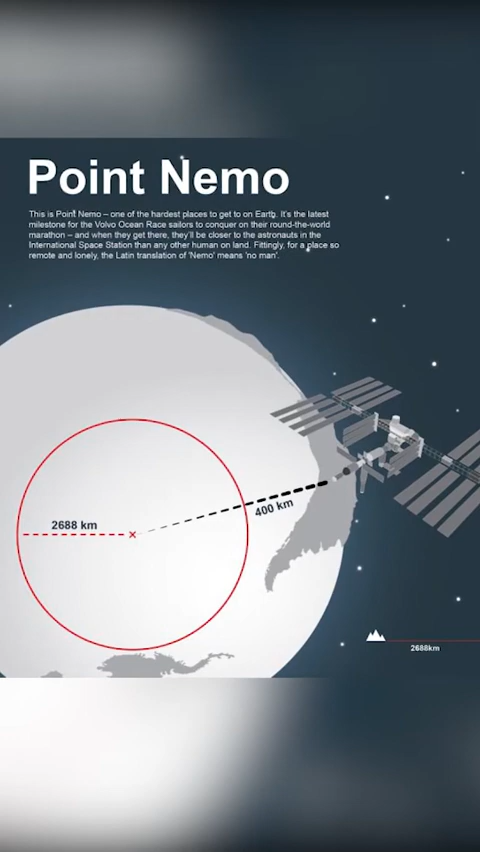 Point Nemo
This is Point Nemo – one of the hardest places to get to on Earth. It's the latest
milestone for the Volvo Ocean Race sailors to conquer on their round-the-world
marathon – and when they get there, they'll be closer to the astronauts in the
International Space Station than any other human on land. Fittingly, for a place so
remote and lonely, the Latin translation of 'Nemo' means 'no man'.
400 km
2688 km
2688km